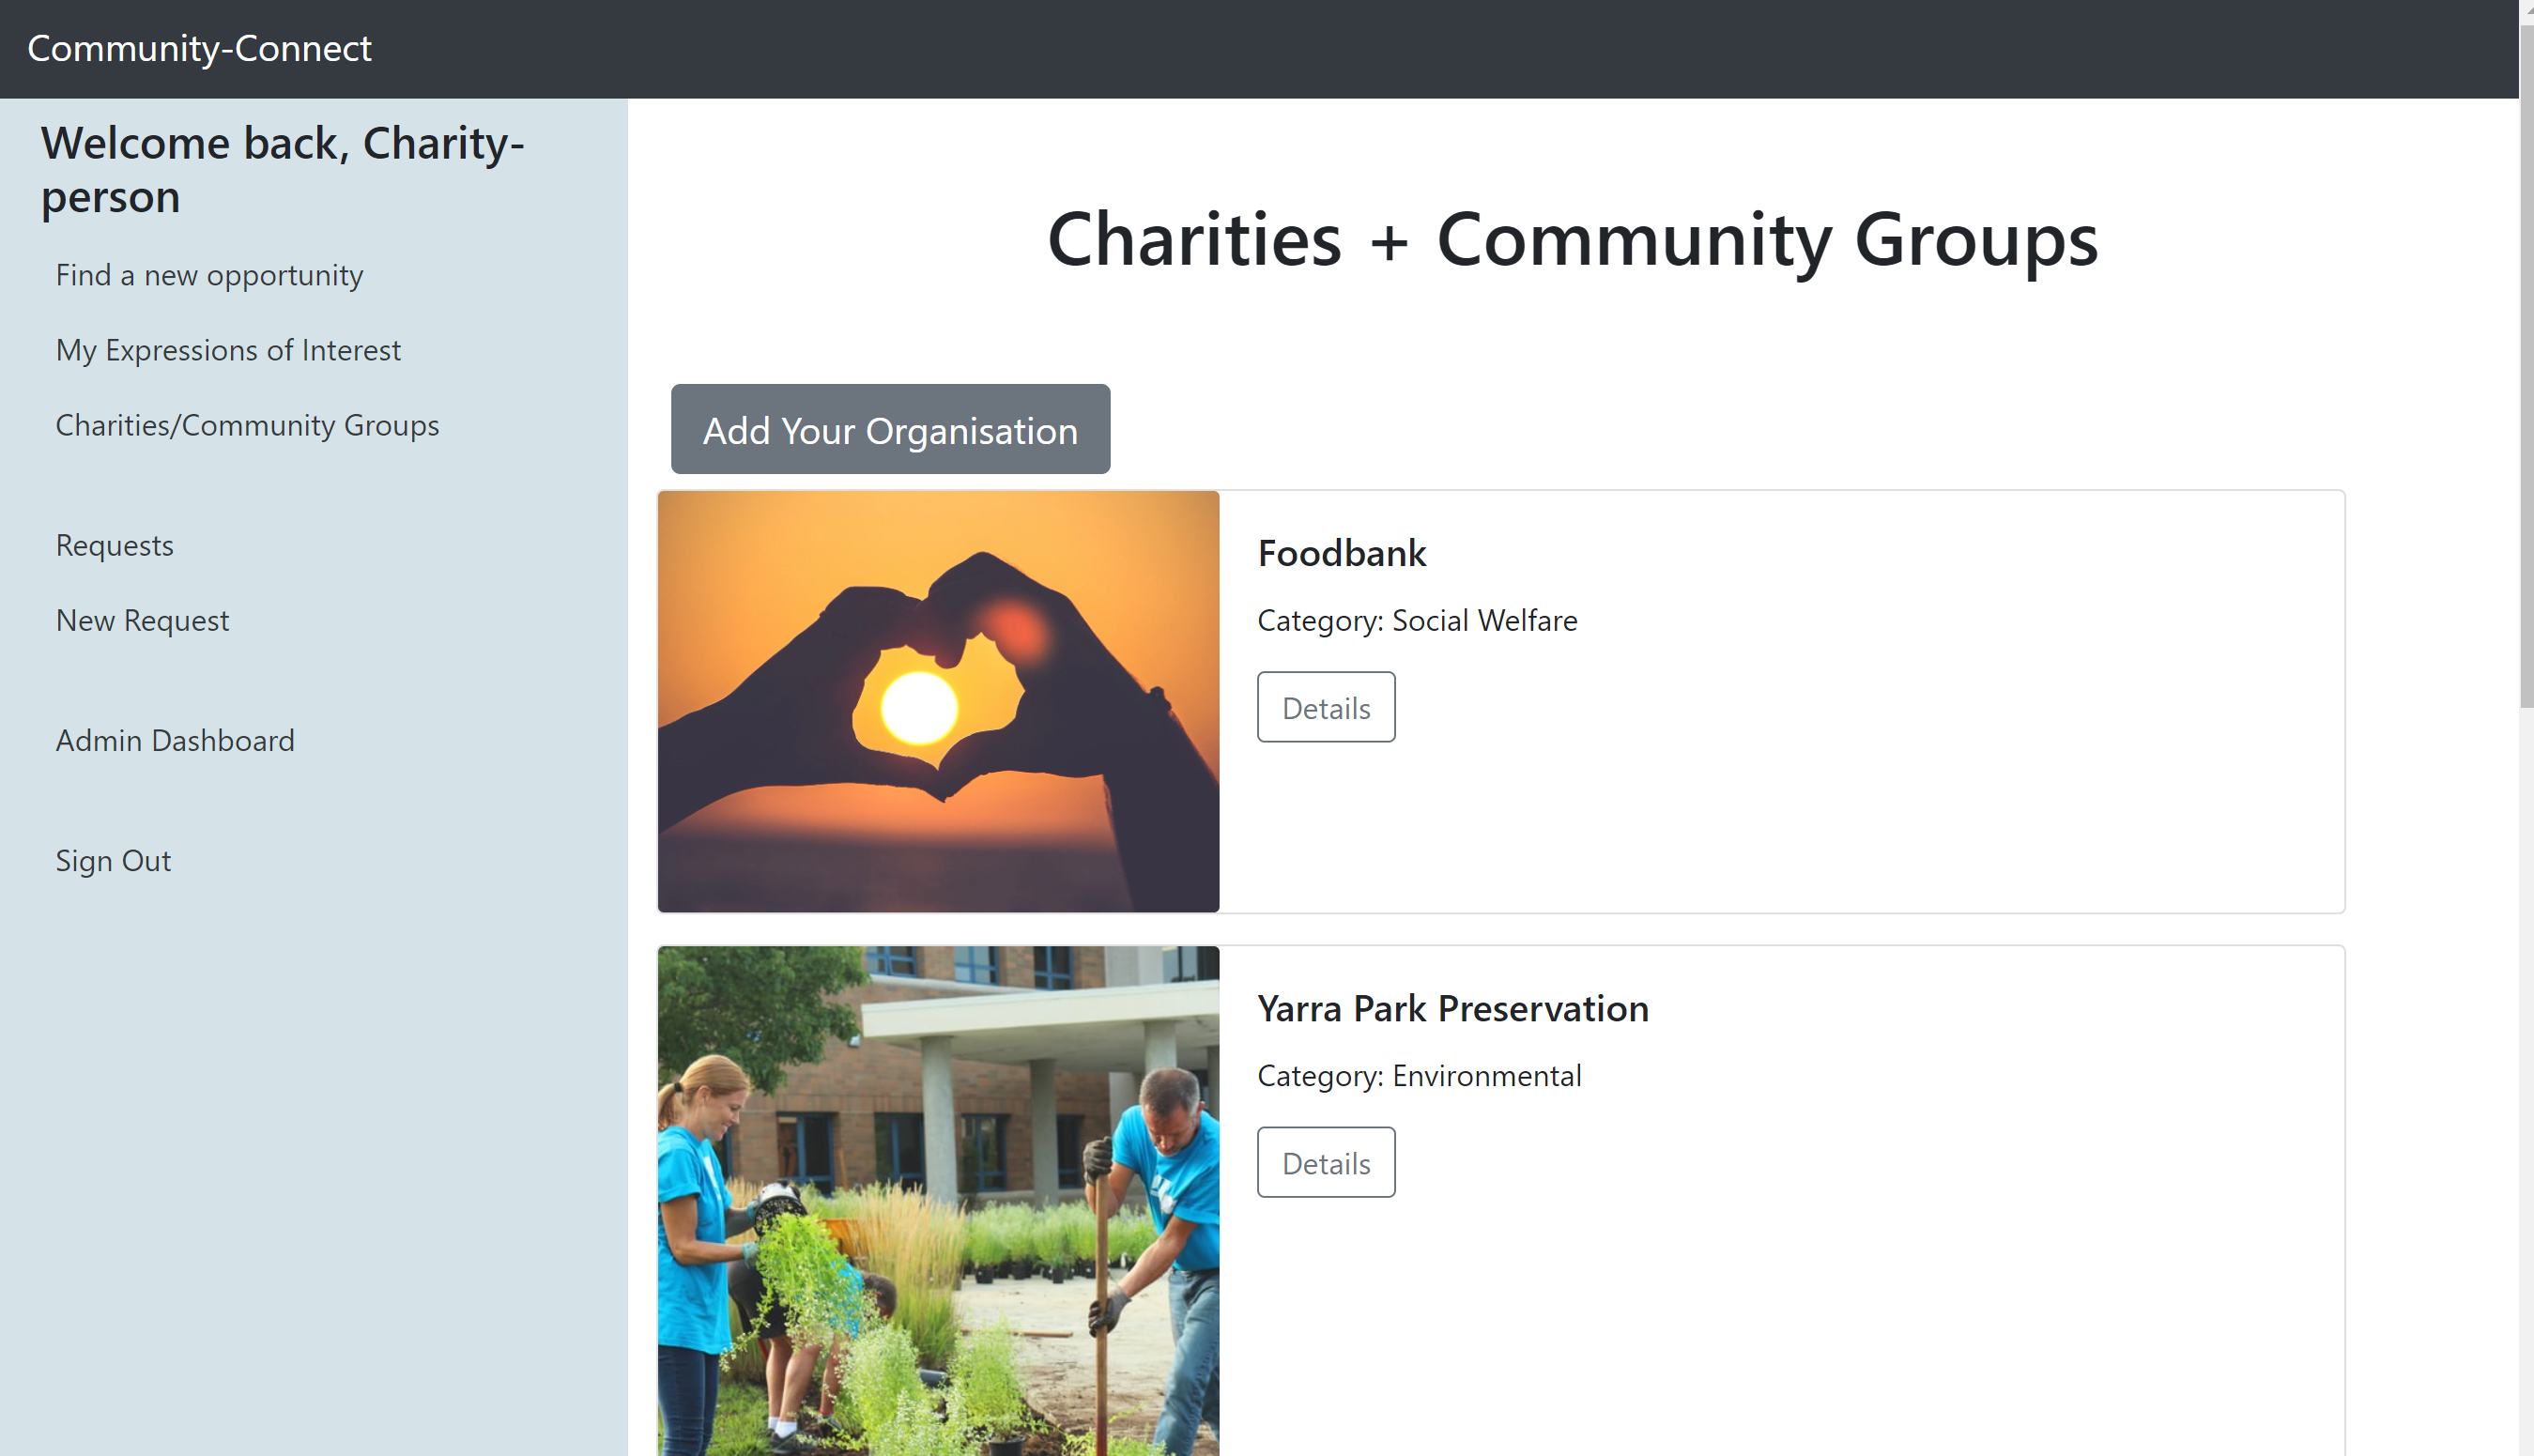 Community-Connect
Welcome back, Charity-
person
Find a new opportunity
My Expressions of Interest
Charities/Community Groups
Requests
New Request
Admin Dashboard
Sign Out
Charities + Community Groups
Add Your Organisation
Foodbank
Category: Social Welfare
Details
Yarra Park Preservation
Category: Environmental
Details